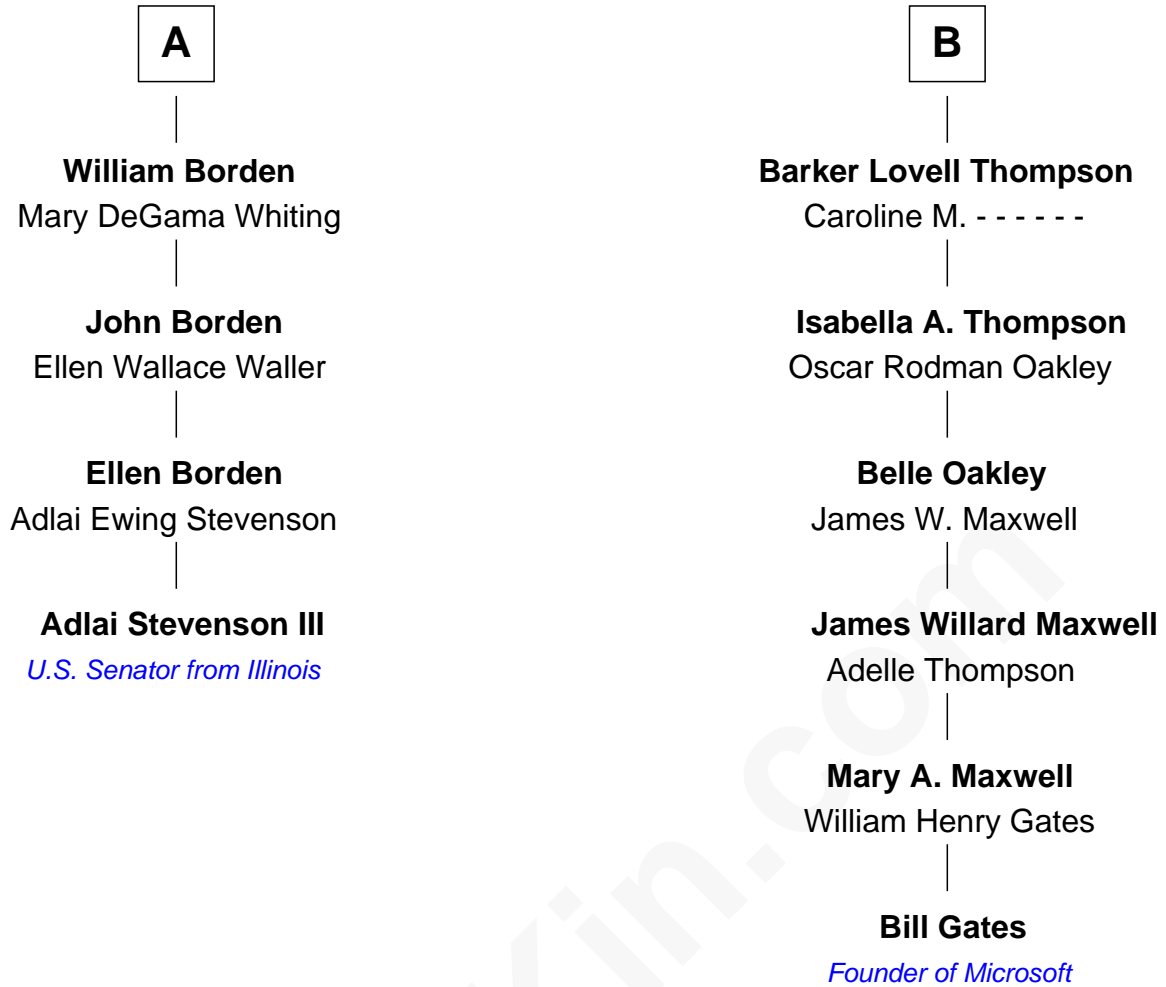 A
William Borden
Mary DeGama Whiting
John Borden
Ellen Wallace Waller
Ellen Borden
Adlai Ewing Stevenson
Adlai Stevenson III
U.S. Senator from Illinois
B
Barker Lovell Thompson
Caroline M. - - - - - -
Isabella A. Thompson
Oscar Rodman Oakley
Belle Oakley
James W. Maxwell
James Willard Maxwell
Adelle Thompson
Mary A. Maxwell
William Henry Gates
Bill Gates
Founder of Microsoft
Kin.com